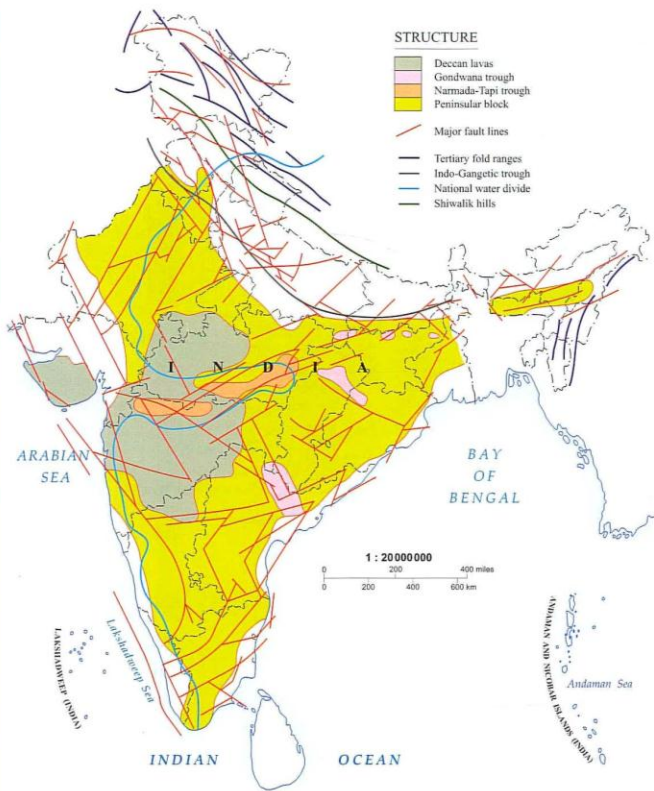 STRUCTURE
Deccan lavas
Gondwana trough
Narmada-Tapi trough
Peninsular block
Major fault lines
Tertiary fold ranges
Indo-Gangetic trough
National water divide
Shiwalik hills
I N D I A
ARABIAN
SEA
BAY
OF
BENGAL
1 : 20000000
0 200 400 miles
0 200 400 600 km
Lakshadweep Sea
LAKSHADWEEP (INDIA)
ANDAMAN AND NICOBAR ISLANDS (INDIA)
Andaman Sea
INDIAN OCEAN